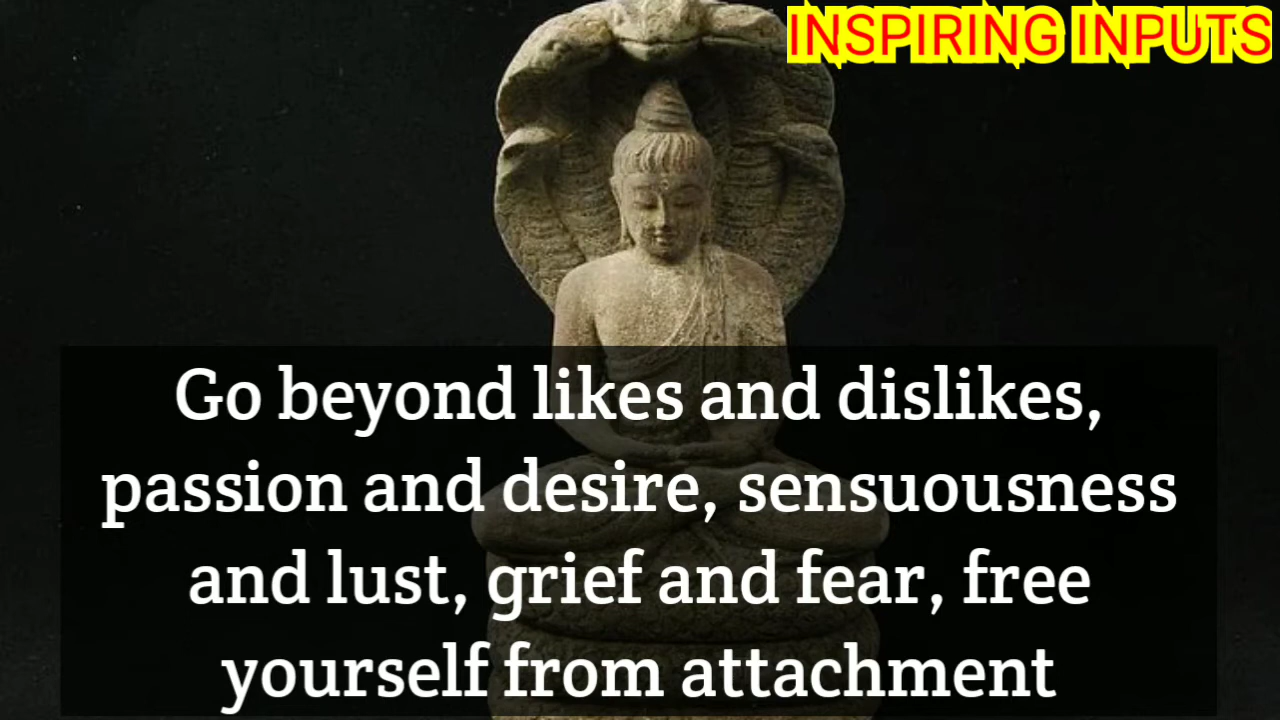 INSPIRING INPUTS
Go beyond likes and dislikes,
passion and desire, sensuousness
and lust, grief and fear, free
yourself from attachment